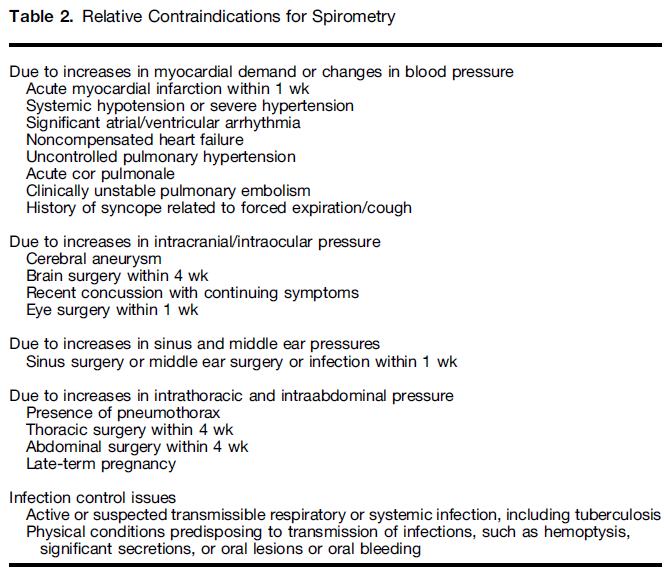 Table 2. Relative Contraindications for Spirometry
Due to increases in myocardial demand or changes in blood pressure
Acute myocardial infarction within 1 wk
Systemic hypotension or severe hypertension
Significant atrial/ventricular arrhythmia
Noncompensated heart failure
Uncontrolled pulmonary hypertension
Acute cor pulmonale
Clinically unstable pulmonary embolism
History of syncope related to forced expiration/cough
Due to increases in intracranial/intraocular pressure
Cerebral aneurysm
Brain surgery within 4 wk
Recent concussion with continuing symptoms
Eye surgery within 1 wk
Due to increases in sinus and middle ear pressures
Sinus surgery or middle ear surgery or infection within 1 wk
Due to increases in intrathoracic and intraabdominal pressure
Presence of pneumothorax
Thoracic surgery within 4 wk
Abdominal surgery within 4 wk
Late-term pregnancy
Infection control issues
Active or suspected transmissible respiratory or systemic infection, including tuberculosis
Physical conditions predisposing to transmission of infections, such as hemoptysis,
significant secretions, or oral lesions or oral bleeding